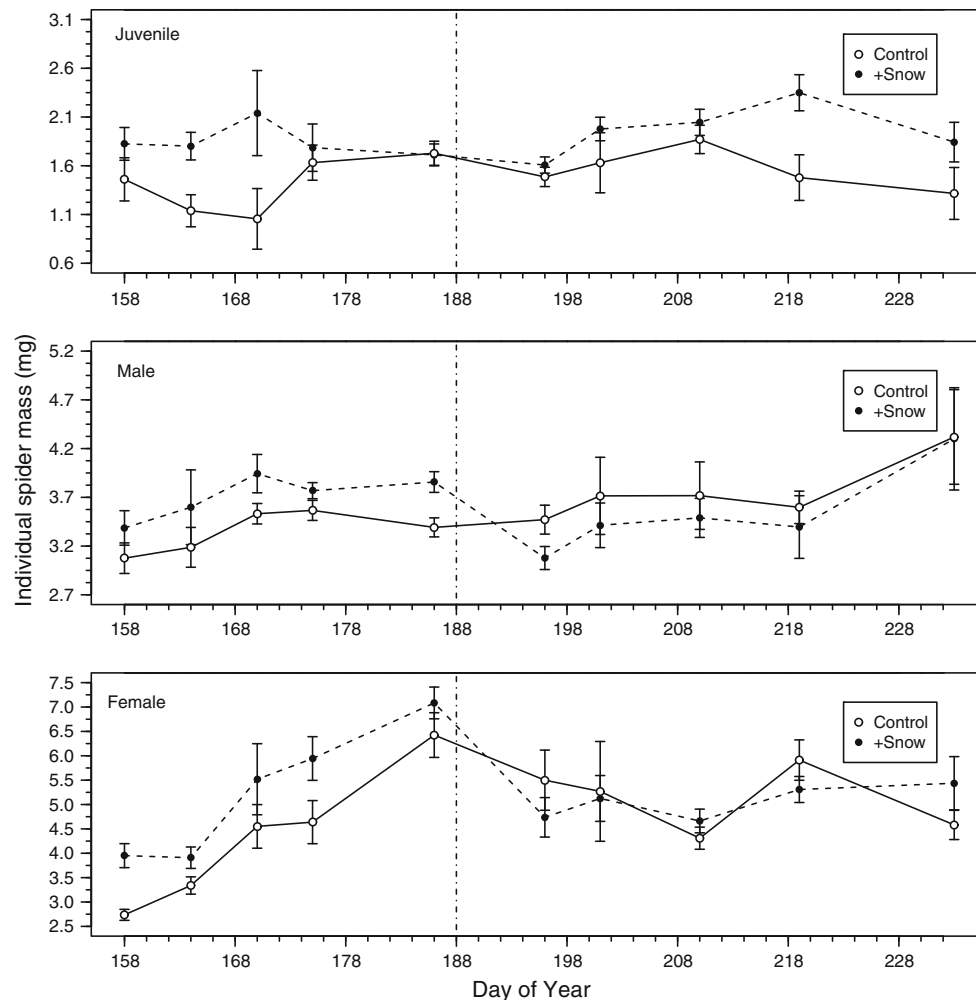 Individual spider mass (mg)
Juvenile
Control
+Snow
3.1
2.6
2.1
1.6
1.1
0.6
158 168 178 188 198 208 218 228
Male
Control
+Snow
5.2
4.7
4.2
3.7
3.2
2.7
158 168 178 188 198 208 218 228
Female
Control
+Snow
7.5
7.0
6.5
6.0
5.5
5.0
4.5
4.0
3.5
3.0
2.5
158 168 178 188 198 208 218 228
Day of Year